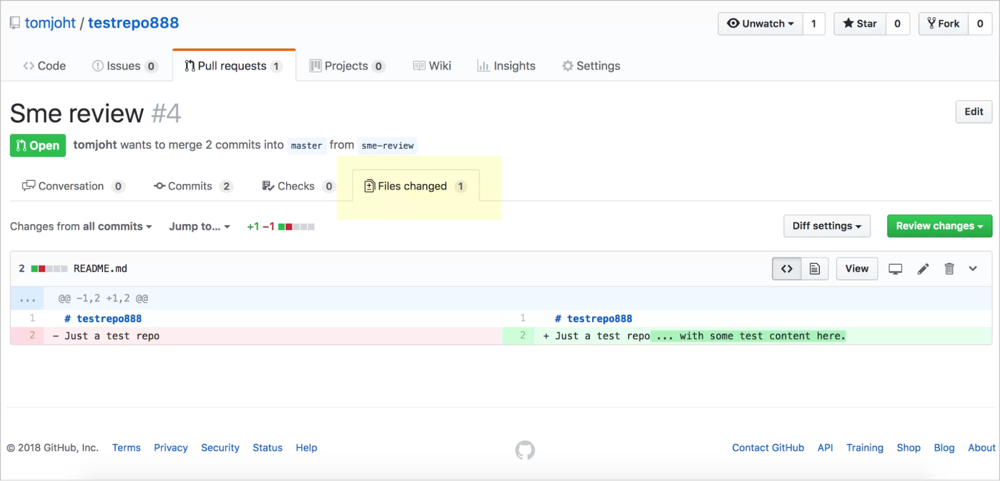 tomjoht / testrepo888 Unwatch 1 Star 0 Fork 0
Code Issues 0 Pull requests 1 Projects 0 Wiki Insights Settings
Sme review #4 Edit
Open tomjoht wants to merge 2 commits into master from sme-review
Conversation 0 Commits 2 Checks 0 Files changed 1
Changes from all commits Jump to... +1 −1 Diff settings Review changes
2 README.md <> View
... @@ -1,2 +1,2 @@
1 # testrepo888 1 # testrepo888
2 - Just a test repo 2 + Just a test repo ... with some test content here.
© 2018 GitHub, Inc. Terms Privacy Security Status Help Contact GitHub API Training Shop Blog About